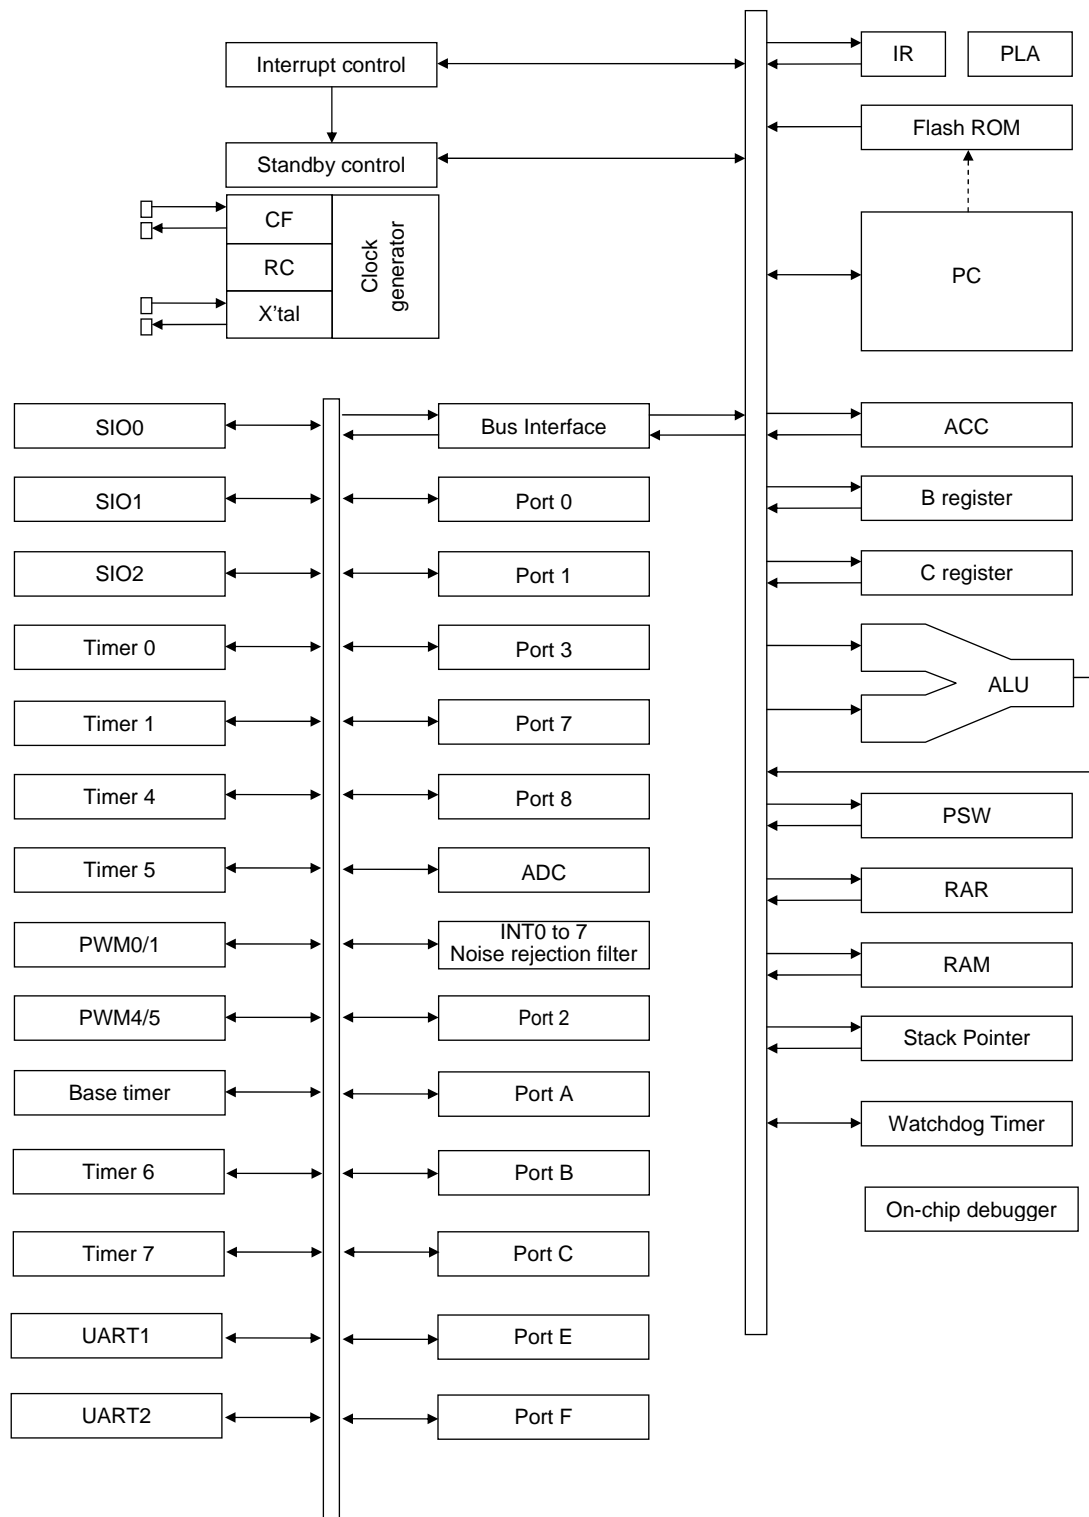 Interrupt control
IR
PLA
Flash ROM
Standby control
CF
RC
X'tal
Clock
generator
PC
SIO0
Bus Interface
ACC
SIO1
Port 0
B register
SIO2
Port 1
C register
Timer 0
Port 3
ALU
Timer 1
Port 7
Timer 4
Port 8
PSW
Timer 5
ADC
RAR
PWM0/1
INT0 to 7
Noise rejection filter
RAM
PWM4/5
Port 2
Stack Pointer
Base timer
Port A
Watchdog Timer
Timer 6
Port B
On-chip debugger
Timer 7
Port C
UART1
Port E
UART2
Port F